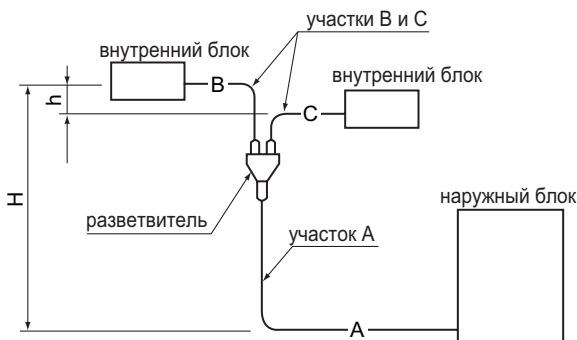 участки В и С
внутренний блок
внутренний блок
B
h
C
H
разветвитель
наружный блок
участок А
A